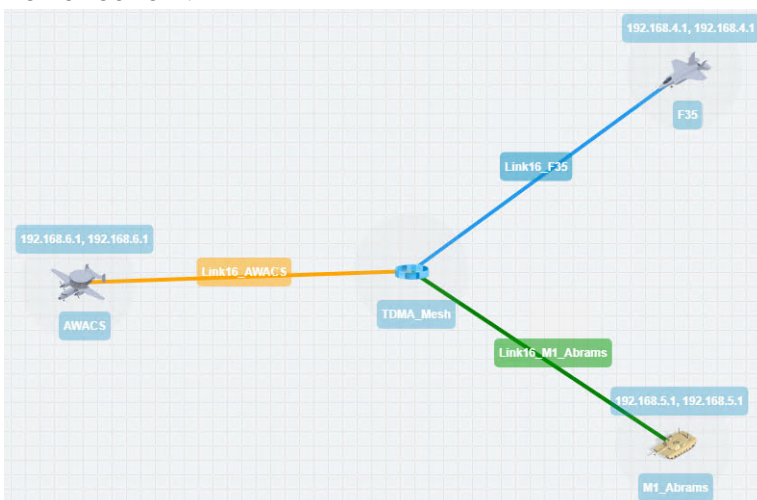 192.168.4.1, 192.168.4.1
F35
Link16_F35
192.168.6.1, 192.168.6.1
Link16_AWACS
AWACS
TDMA_Mesh
Link16_M1_Abrams
192.168.5.1, 192.168.5.1
M1_Abrams